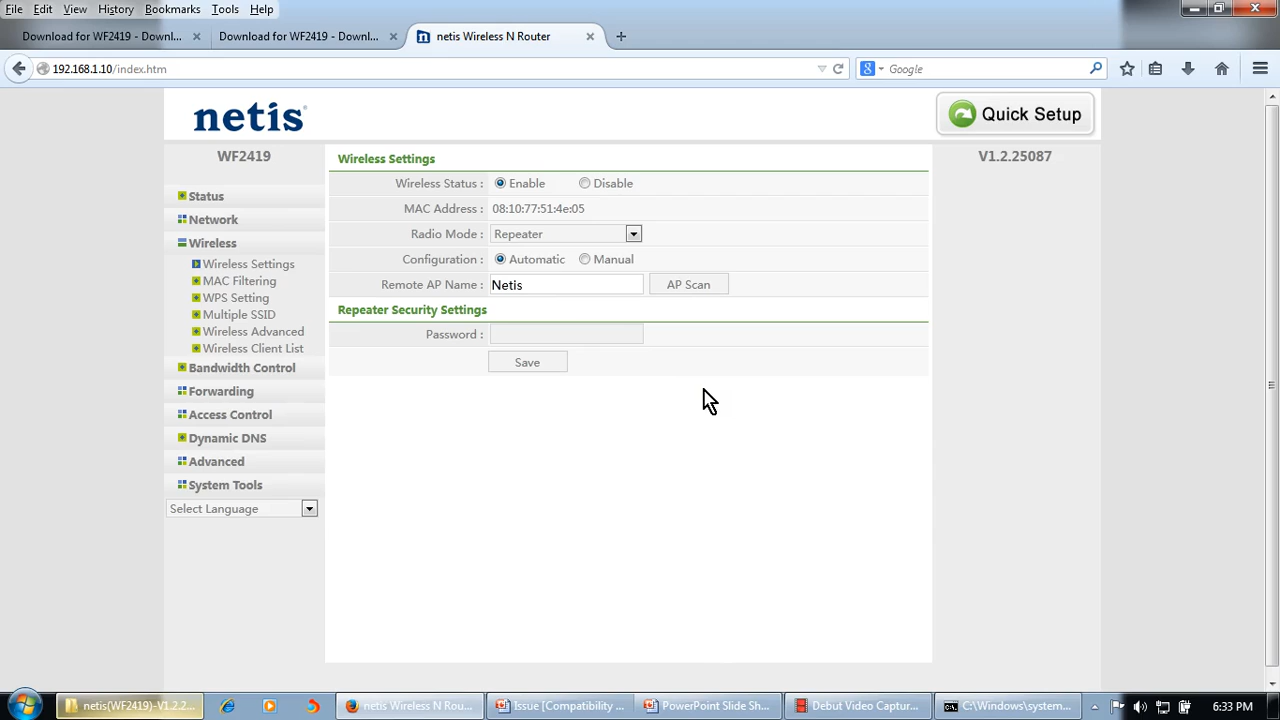 File Edit View History Bookmarks Tools Help
Download for WF2419 - Downl... × Download for WF2419 - Downl... × netis Wireless N Router ×
192.168.1.10/index.htm Google
netis® Quick Setup
WF2419 V1.2.25087
Status
Network
Wireless
Wireless Settings
MAC Filtering
WPS Setting
Multiple SSID
Wireless Advanced
Wireless Client List
Bandwidth Control
Forwarding
Access Control
Dynamic DNS
Advanced
System Tools
Select Language
Wireless Settings
Wireless Status : Enable Disable
MAC Address : 08:10:77:51:4e:05
Radio Mode : Repeater
Configuration : Automatic Manual
Remote AP Name : Netis AP Scan
Repeater Security Settings
Password :
Save
netis(WF2419)-V1.2.2... netis Wireless N Rou... Issue [Compatibility ... PowerPoint Slide Sh... Debut Video Captur... C:\Windows\system... 6:33 PM